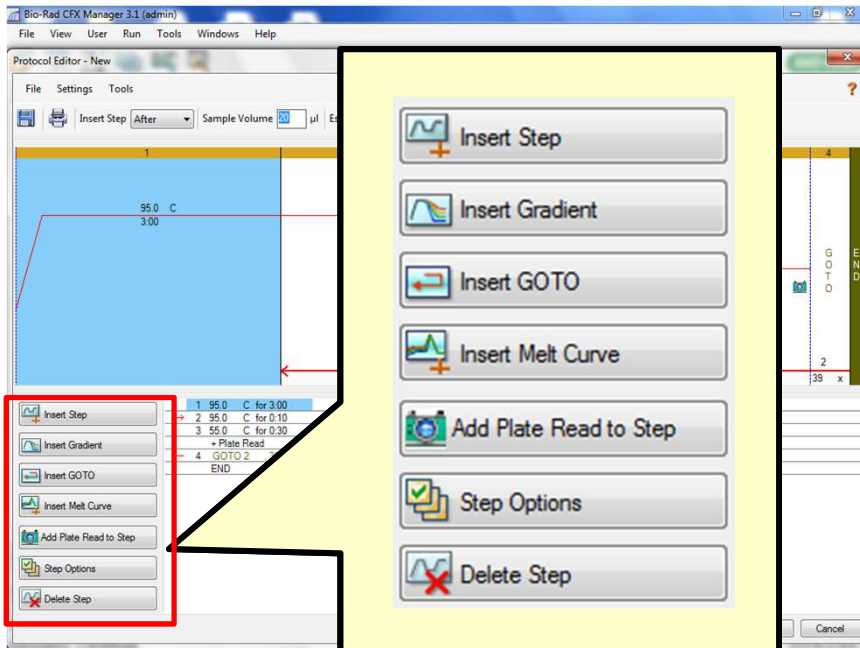 Bio-Rad CFX Manager 3.1 (admin)
File View User Run Tools Windows Help
Protocol Editor - New
File Settings Tools
?
Insert Step After Sample Volume 20 µl
1
4
95.0 C
3:00
GOTO
END
2
39 x
Insert Step
Insert Gradient
Insert GOTO
Insert Melt Curve
Add Plate Read to Step
Step Options
Delete Step
1 95.0 C for 3:00
2 95.0 C for 0:10
3 55.0 C for 0:30
+ Plate Read
4 GOTO 2
END
Insert Step
Insert Gradient
Insert GOTO
Insert Melt Curve
Add Plate Read to Step
Step Options
Delete Step
Cancel